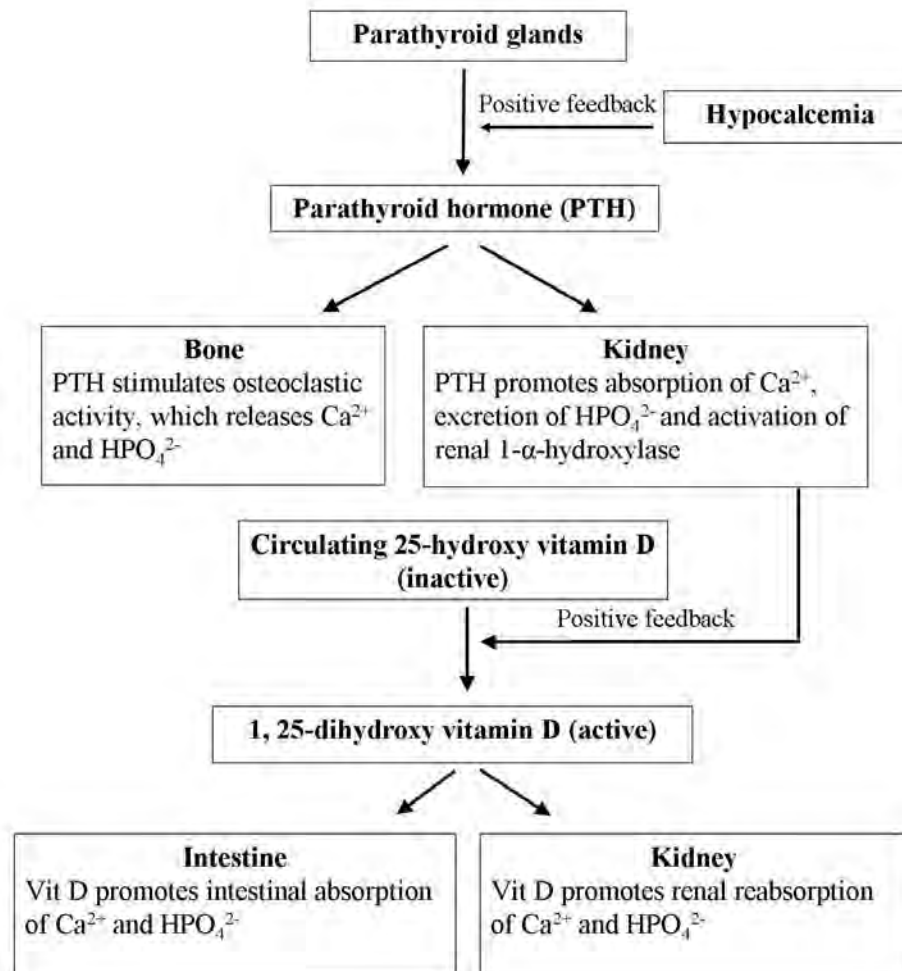 Parathyroid glands
Positive feedback
Hypocalcemia
Parathyroid hormone (PTH)
Bone
PTH stimulates osteoclastic
activity, which releases Ca²⁺
and HPO₄²⁻
Kidney
PTH promotes absorption of Ca²⁺,
excretion of HPO₄²⁻ and activation of
renal 1-α-hydroxylase
Circulating 25-hydroxy vitamin D
(inactive)
Positive feedback
1, 25-dihydroxy vitamin D (active)
Intestine
Vit D promotes intestinal absorption
of Ca²⁺ and HPO₄²⁻
Kidney
Vit D promotes renal reabsorption
of Ca²⁺ and HPO₄²⁻